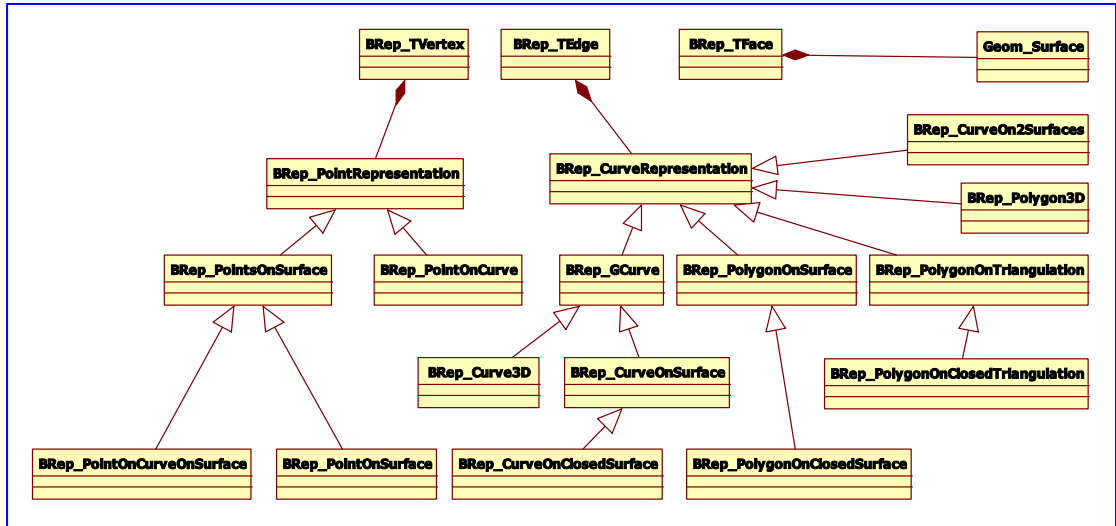 BRep_TVertex
BRep_TEdge
BRep_TFace
Geom_Surface
BRep_CurveOn2Surfaces
BRep_PointRepresentation
BRep_CurveRepresentation
BRep_Polygon3D
BRep_PointsOnSurface
BRep_PointOnCurve
BRep_GCurve
BRep_PolygonOnSurface
BRep_PolygonOnTriangulation
BRep_Curve3D
BRep_CurveOnSurface
BRep_PolygonOnClosedTriangulation
BRep_PointOnCurveOnSurface
BRep_PointOnSurface
BRep_CurveOnClosedSurface
BRep_PolygonOnClosedSurface